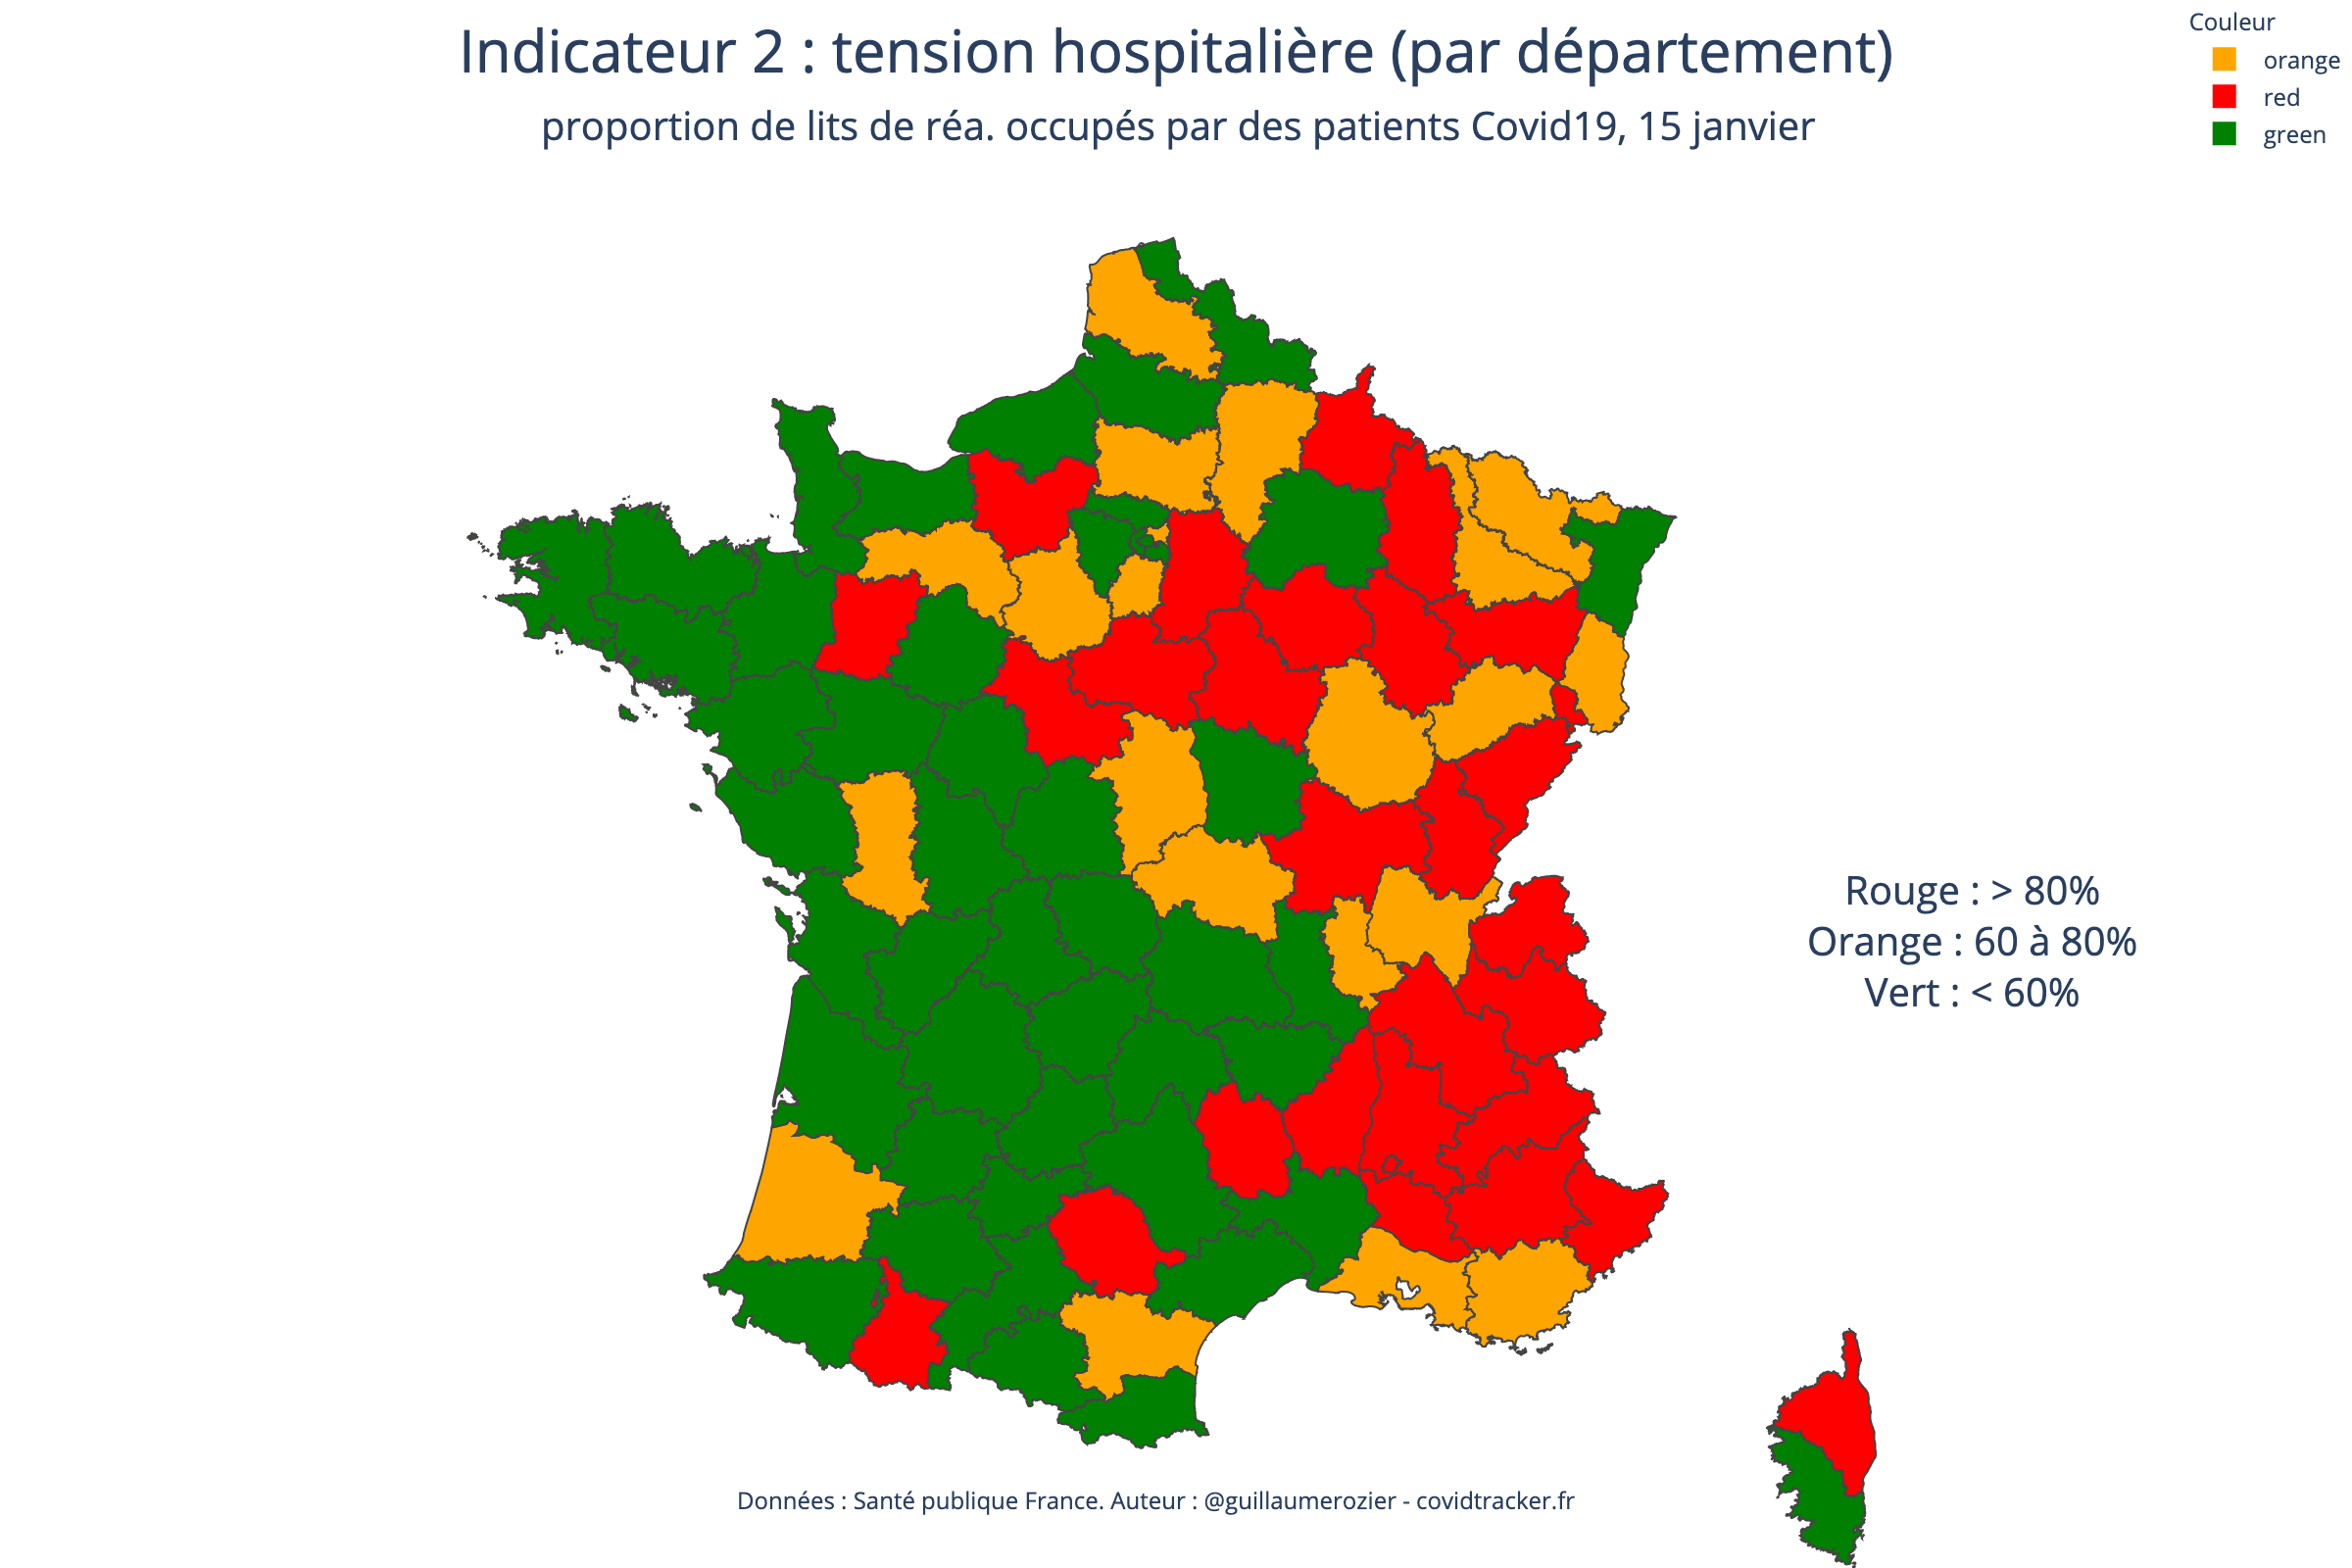 Indicateur 2 : tension hospitalière (par département)
proportion de lits de réa. occupés par des patients Covid19, 15 janvier
Couleur
orange
red
green
Rouge : > 80%
Orange : 60 à 80%
Vert : < 60%
Données : Santé publique France. Auteur : @guillaumerozier - covidtracker.fr